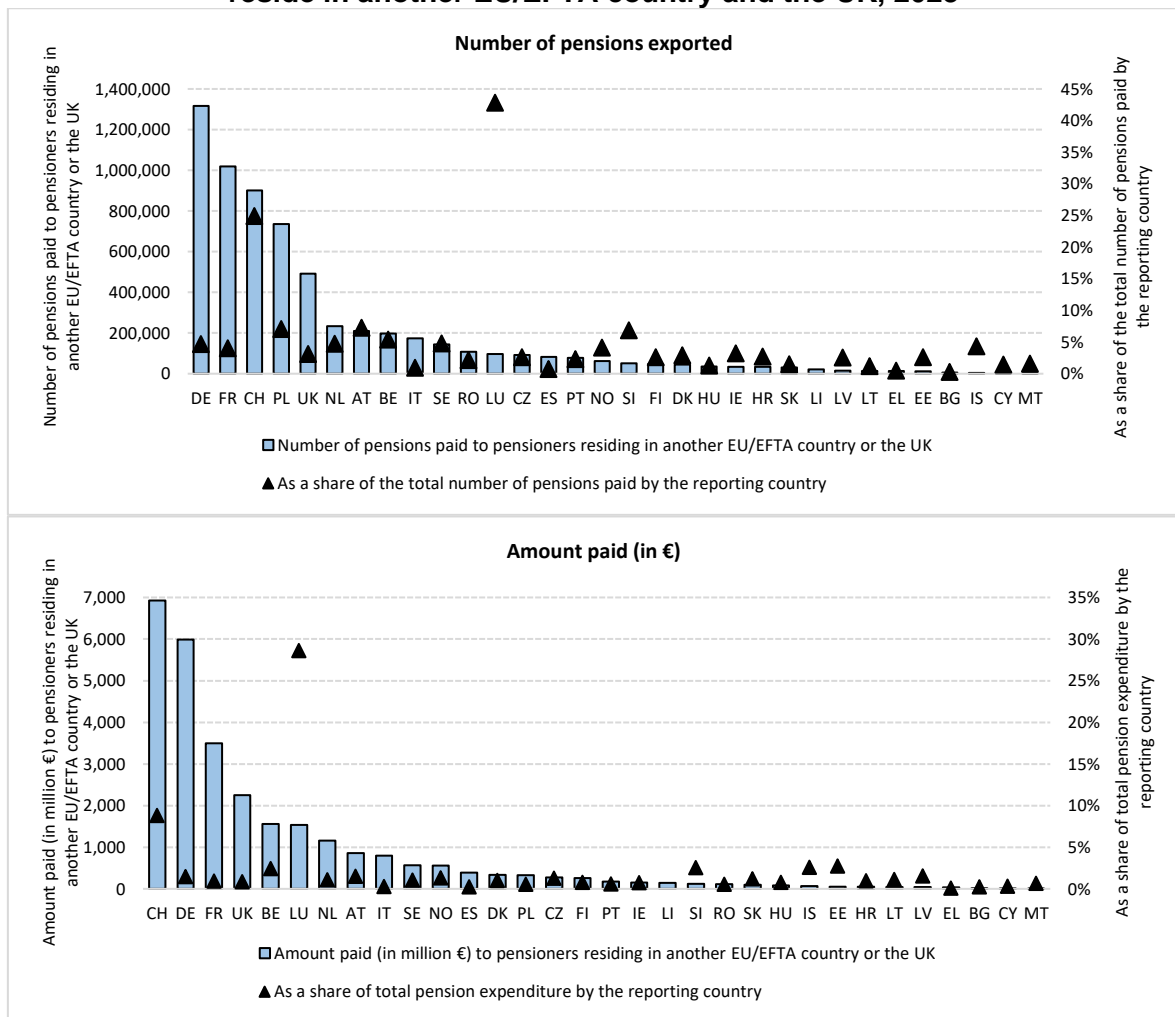 Number of pensions exported
Number of pensions paid to pensioners residing in
another EU/EFTA country or the UK
1,400,000
1,200,000
1,000,000
800,000
600,000
400,000
200,000
0
45%
40%
35%
30%
25%
20%
15%
10%
5%
0%
As a share of the total number of pensions paid by
the reporting country
DE FR CH PL UK NL AT BE IT SE RO LU CZ ES PT NO SI FI DK HU IE HR SK LI LV LT EL EE BG IS CY MT
Number of pensions paid to pensioners residing in another EU/EFTA country or the UK
As a share of the total number of pensions paid by the reporting country
Amount paid (in €)
Amount paid (in million €) to pensioners residing in
another EU/EFTA country or the UK
7,000
6,000
5,000
4,000
3,000
2,000
1,000
0
35%
30%
25%
20%
15%
10%
5%
0%
As a share of total pension expenditure by the
reporting country
CH DE FR UK BE LU NL AT IT SE NO ES DK PL CZ FI PT IE LI SI RO SK HU IS EE HR LT LV EL BG CY MT
Amount paid (in million €) to pensioners residing in another EU/EFTA country or the UK
As a share of total pension expenditure by the reporting country